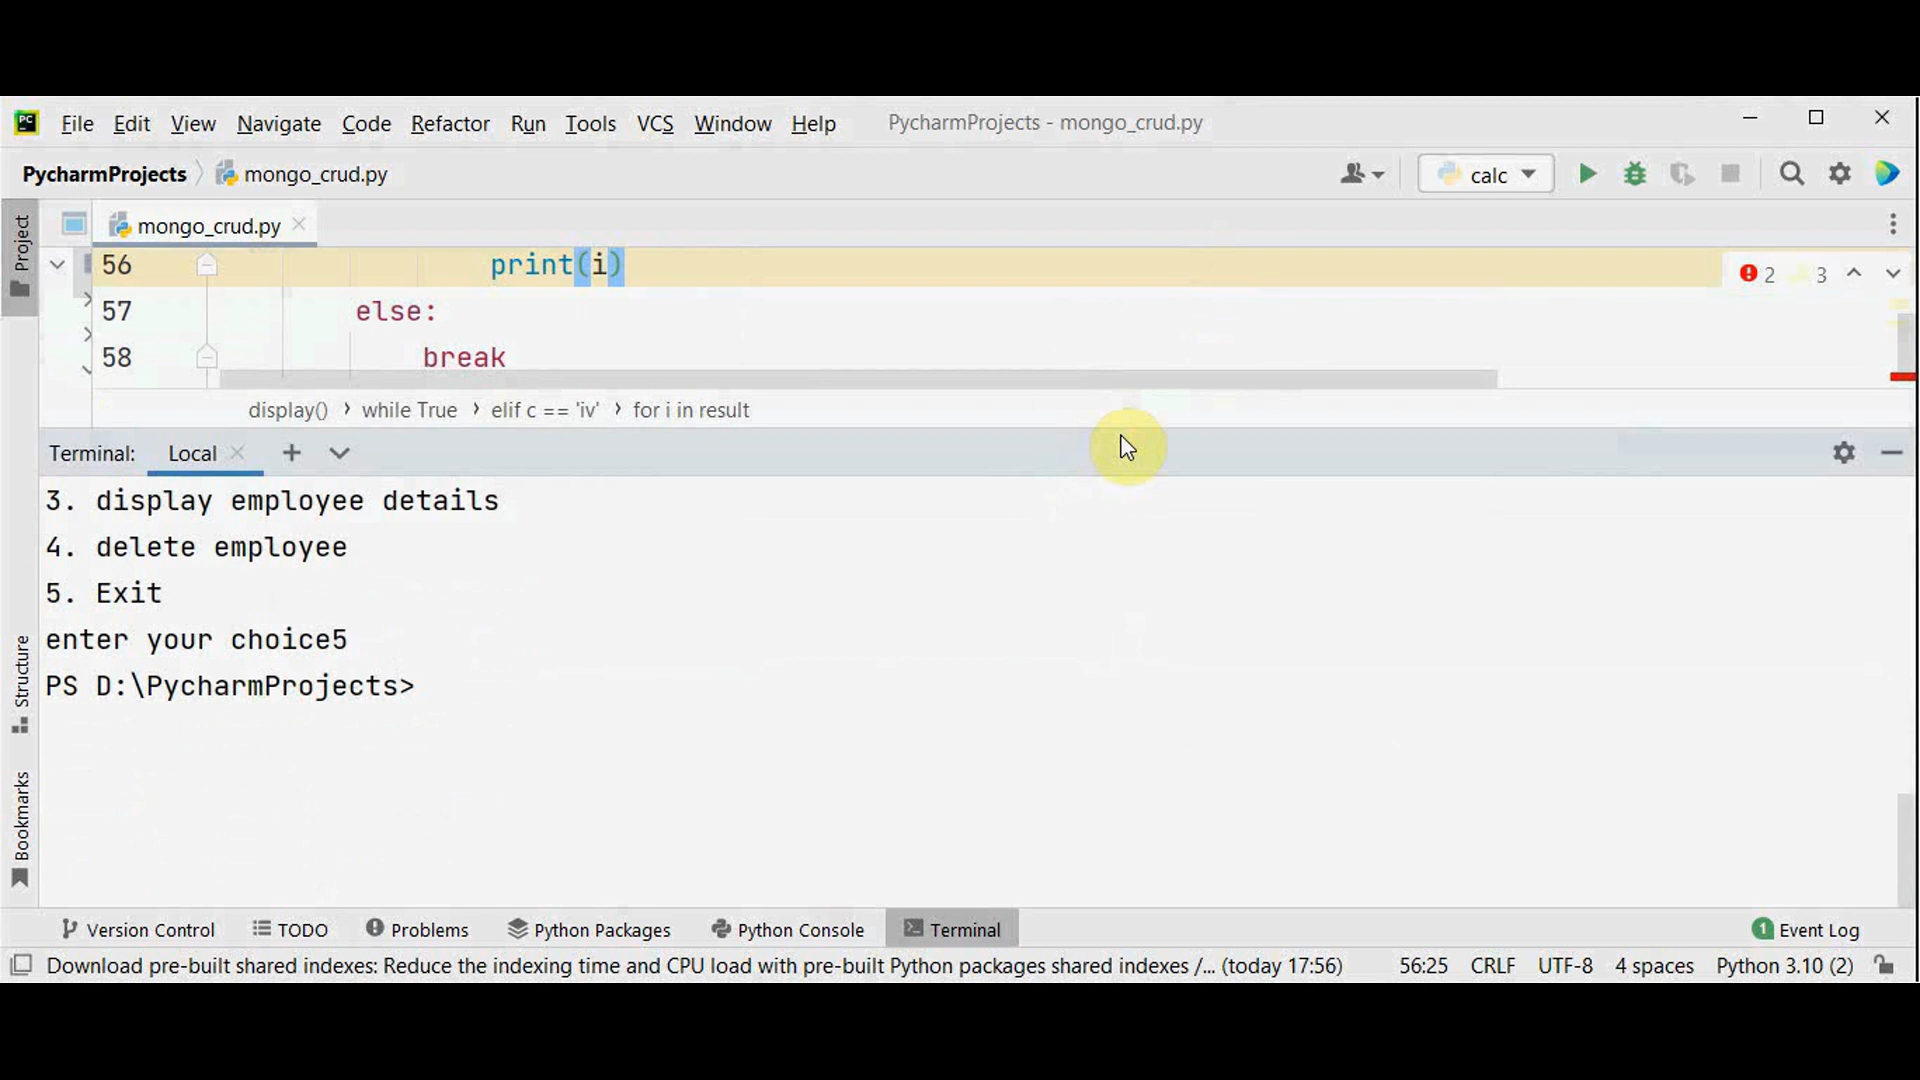 PC File Edit View Navigate Code Refactor Run Tools VCS Window Help PycharmProjects - mongo_crud.py
PycharmProjects mongo_crud.py calc
Project
mongo_crud.py
56 print(i)
2 3
57 else:
58 break
display() › while True › elif c == 'iv' › for i in result
Terminal: Local
3. display employee details
4. delete employee
5. Exit
enter your choice5
PS D:\PycharmProjects>
Structure
Bookmarks
Version Control TODO Problems Python Packages Python Console Terminal 1 Event Log
Download pre-built shared indexes: Reduce the indexing time and CPU load with pre-built Python packages shared indexes /... (today 17:56) 56:25 CRLF UTF-8 4 spaces Python 3.10 (2)